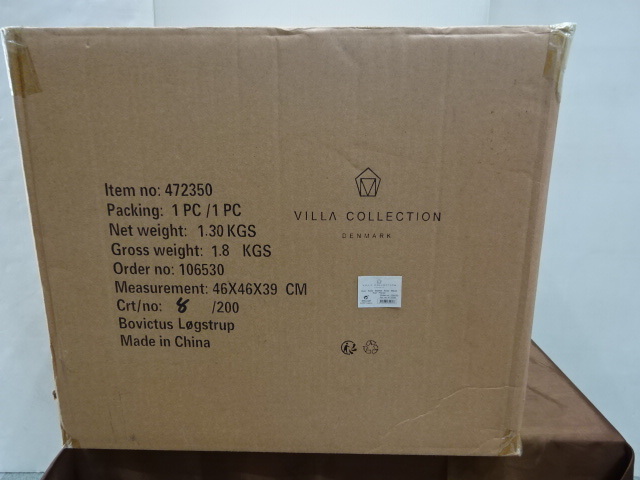 Item no: 472350
Packing: 1 PC /1 PC
Net weight: 1.30 KGS
Gross weight: 1.8 KGS
Order no: 106530
Measurement: 46X46X39 CM
Crt/no: 8 /200
Bovictus Løgstrup
Made in China
VILLA COLLECTION
DENMARK